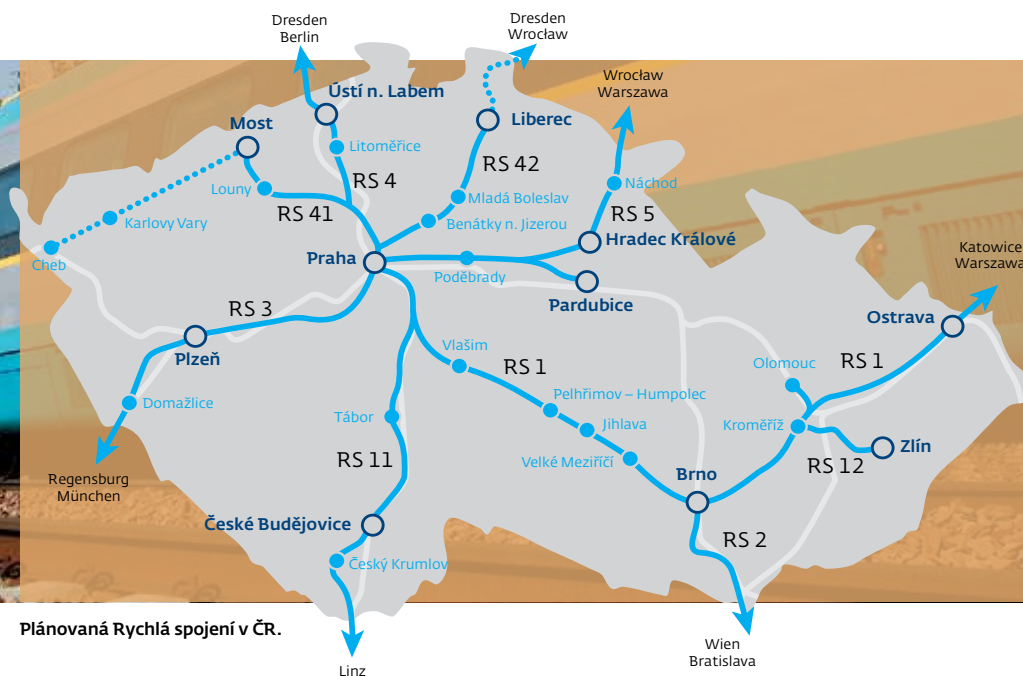 Dresden
Berlin
Dresden
Wrocław
Wrocław
Warszawa
Ústí n. Labem
Most
Liberec
Litoměřice
RS 42
RS 4
Louny
Náchod
Mladá Boleslav
RS 41
RS 5
Karlovy Vary
Benátky n. Jizerou
Hradec Králové
Katowice
Warszawa
Praha
Cheb
Poděbrady
Pardubice
RS 3
Ostrava
Plzeň
Vlašim
RS 1
Olomouc
RS 1
Domažlice
Pelhřimov – Humpolec
Tábor
Jihlava
Kroměříž
Zlín
RS 11
Velké Meziříčí
RS 12
Brno
Regensburg
München
České Budějovice
RS 2
Český Krumlov
Plánovaná Rychlá spojení v ČR.
Wien
Bratislava
Linz